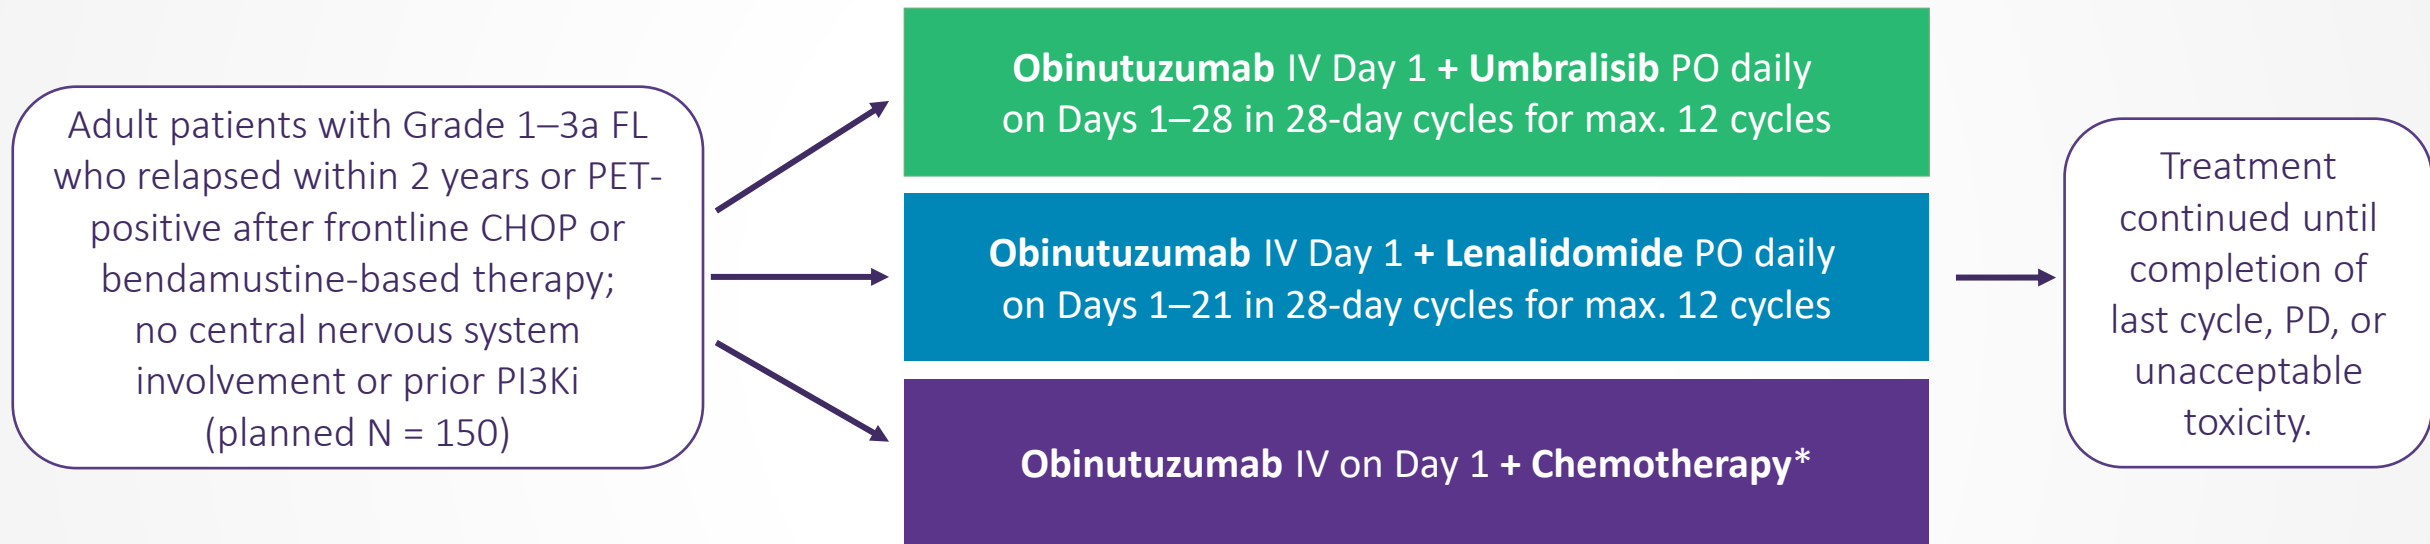 Adult patients with Grade 1–3a FL
who relapsed within 2 years or PET-
positive after frontline CHOP or
bendamustine-based therapy;
no central nervous system
involvement or prior PI3Ki
(planned N = 150)
Obinutuzumab IV Day 1 + Umbralisib PO daily
on Days 1–28 in 28-day cycles for max. 12 cycles
Obinutuzumab IV Day 1 + Lenalidomide PO daily
on Days 1–21 in 28-day cycles for max. 12 cycles
Obinutuzumab IV on Day 1 + Chemotherapy*
Treatment
continued until
completion of
last cycle, PD, or
unacceptable
toxicity.